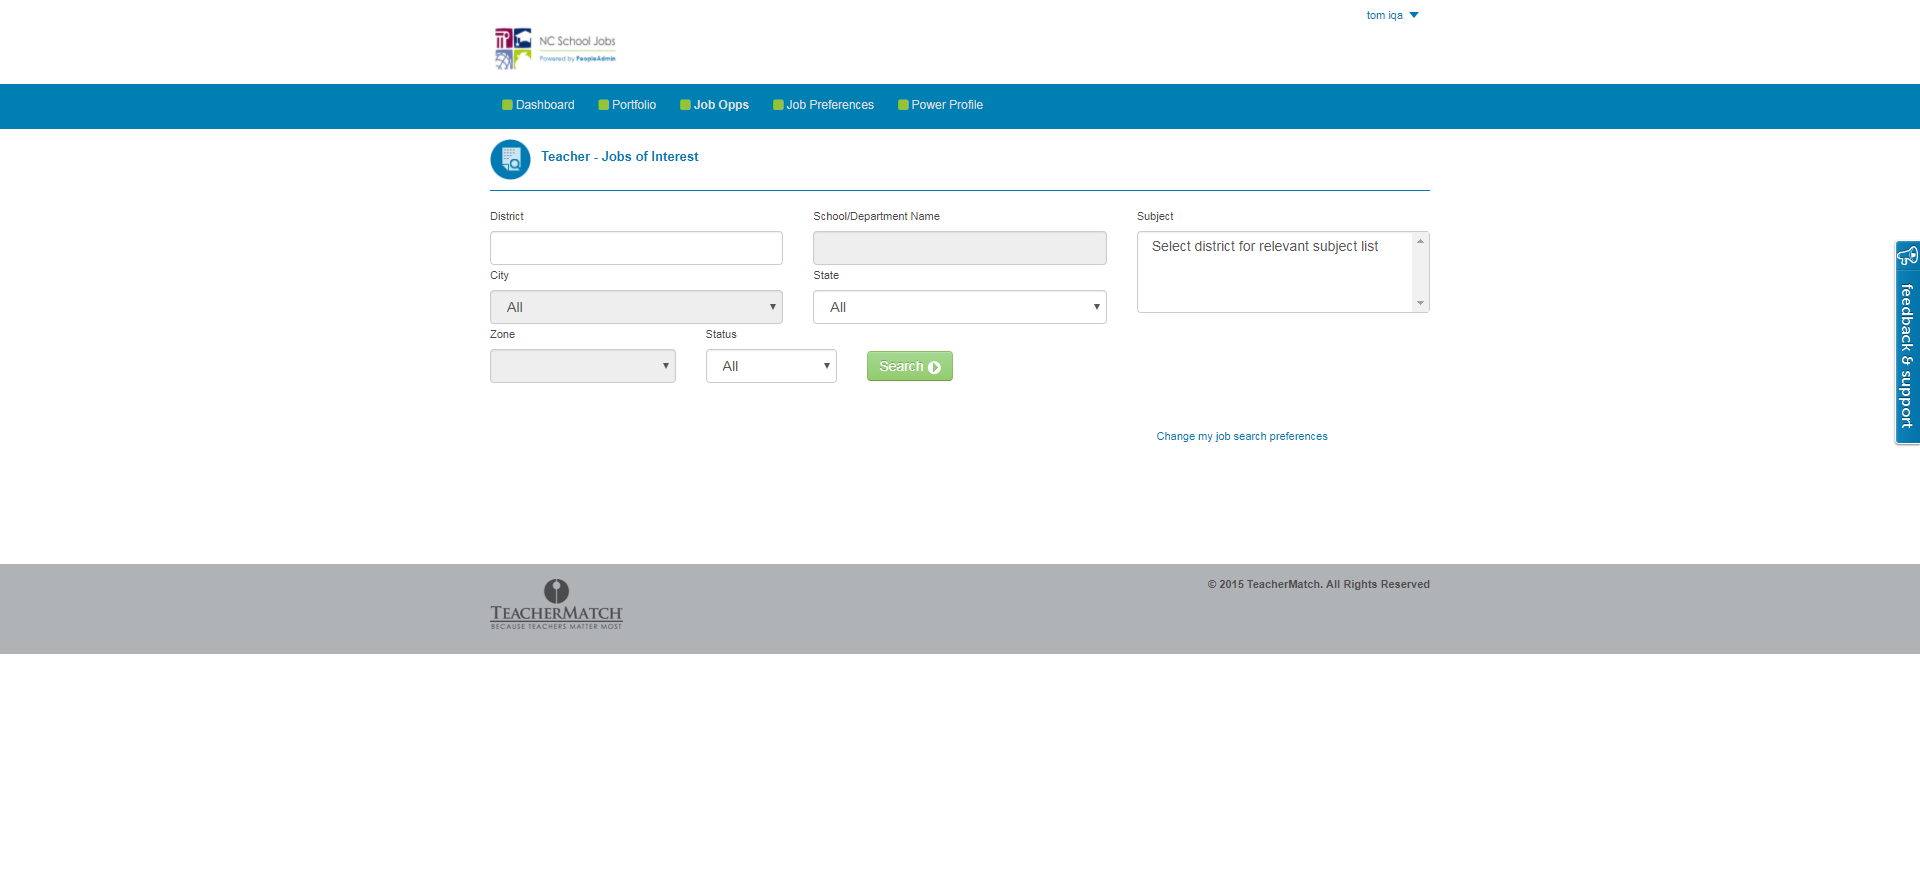 tom iqa
NC School Jobs
Powered by PeopleAdmin
Dashboard
Portfolio
Job Opps
Job Preferences
Power Profile
Teacher - Jobs of Interest
District
School/Department Name
Subject
Select district for relevant subject list
City
State
All
All
Zone
Status
All
Search
Change my job search preferences
feedback & support
TEACHERMATCH
BECAUSE TEACHERS MATTER MOST
© 2015 TeacherMatch. All Rights Reserved